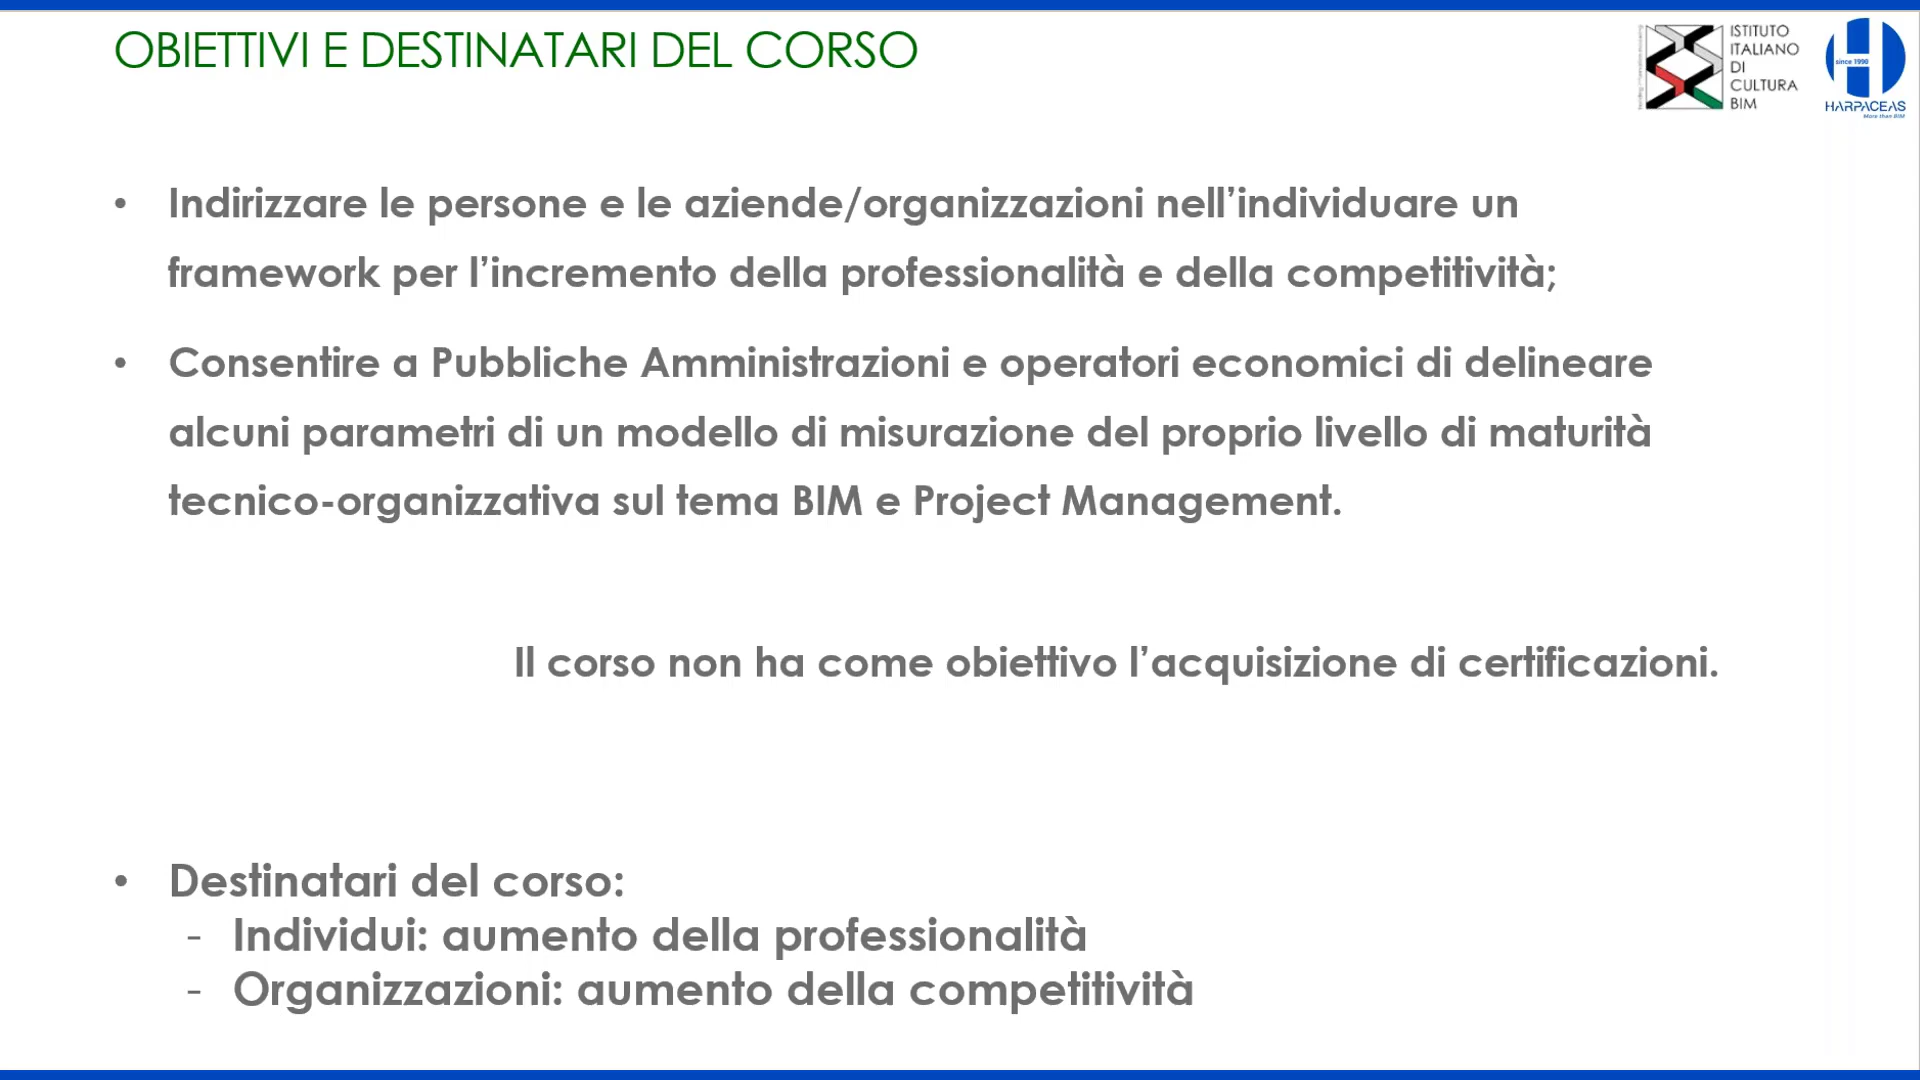 OBIETTIVI E DESTINATARI DEL CORSO
ISTITUTO
ITALIANO
DI
CULTURA
BIM
since 1990
HARPACEAS
More than BIM
• Indirizzare le persone e le aziende/organizzazioni nell’individuare un
framework per l’incremento della professionalità e della competitività;
• Consentire a Pubbliche Amministrazioni e operatori economici di delineare
alcuni parametri di un modello di misurazione del proprio livello di maturità
tecnico-organizzativa sul tema BIM e Project Management.
Il corso non ha come obiettivo l’acquisizione di certificazioni.
• Destinatari del corso:
- Individui: aumento della professionalità
- Organizzazioni: aumento della competitività